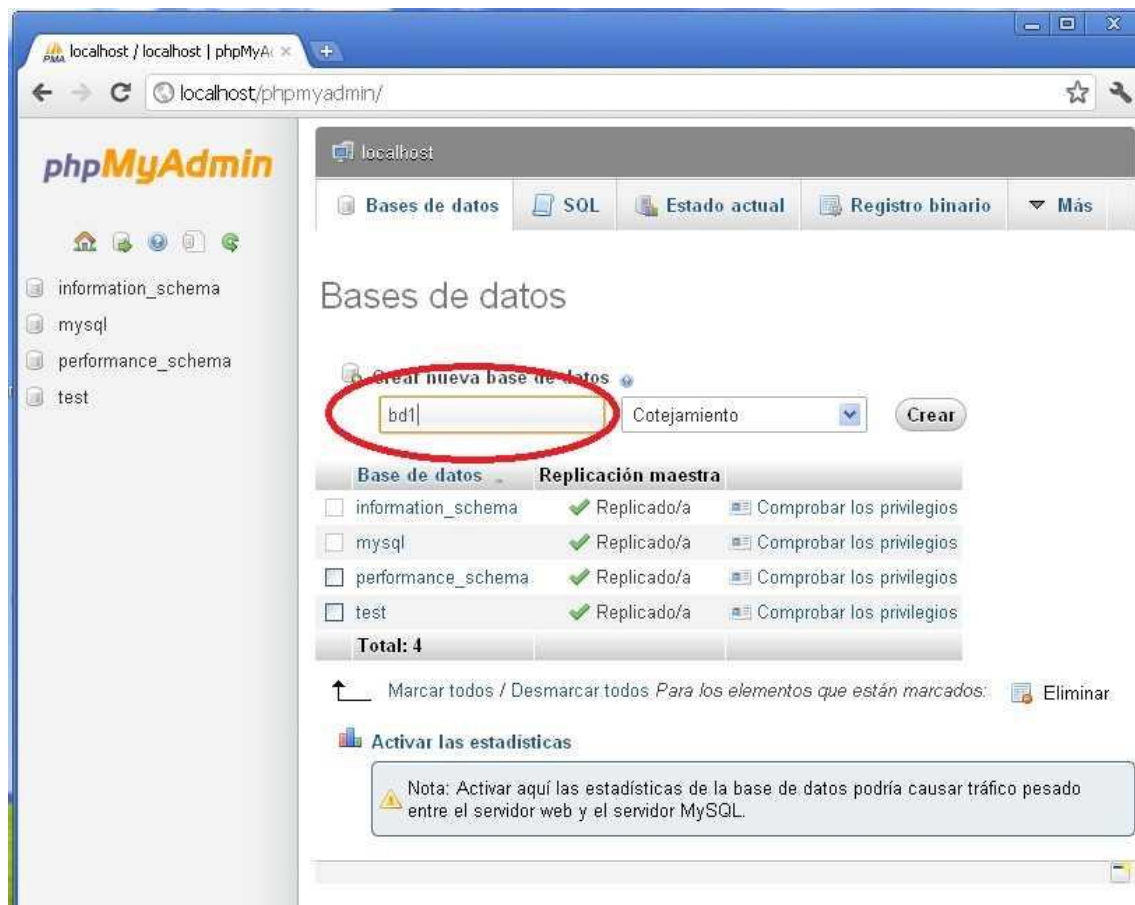 localhost / localhost | phpMyA
localhost/phpmyadmin/
phpMyAdmin
information_schema
mysql
performance_schema
test
localhost
Bases de datos SQL Estado actual Registro binario Más
Bases de datos
Crear nueva base de datos
bd1 Cotejamiento Crear
Base de datos Replicación maestra
information_schema Replicado/a Comprobar los privilegios
mysql Replicado/a Comprobar los privilegios
performance_schema Replicado/a Comprobar los privilegios
test Replicado/a Comprobar los privilegios
Total: 4
Marcar todos / Desmarcar todos Para los elementos que están marcados: Eliminar
Activar las estadísticas
Nota: Activar aquí las estadísticas de la base de datos podría causar tráfico pesado
entre el servidor web y el servidor MySQL.